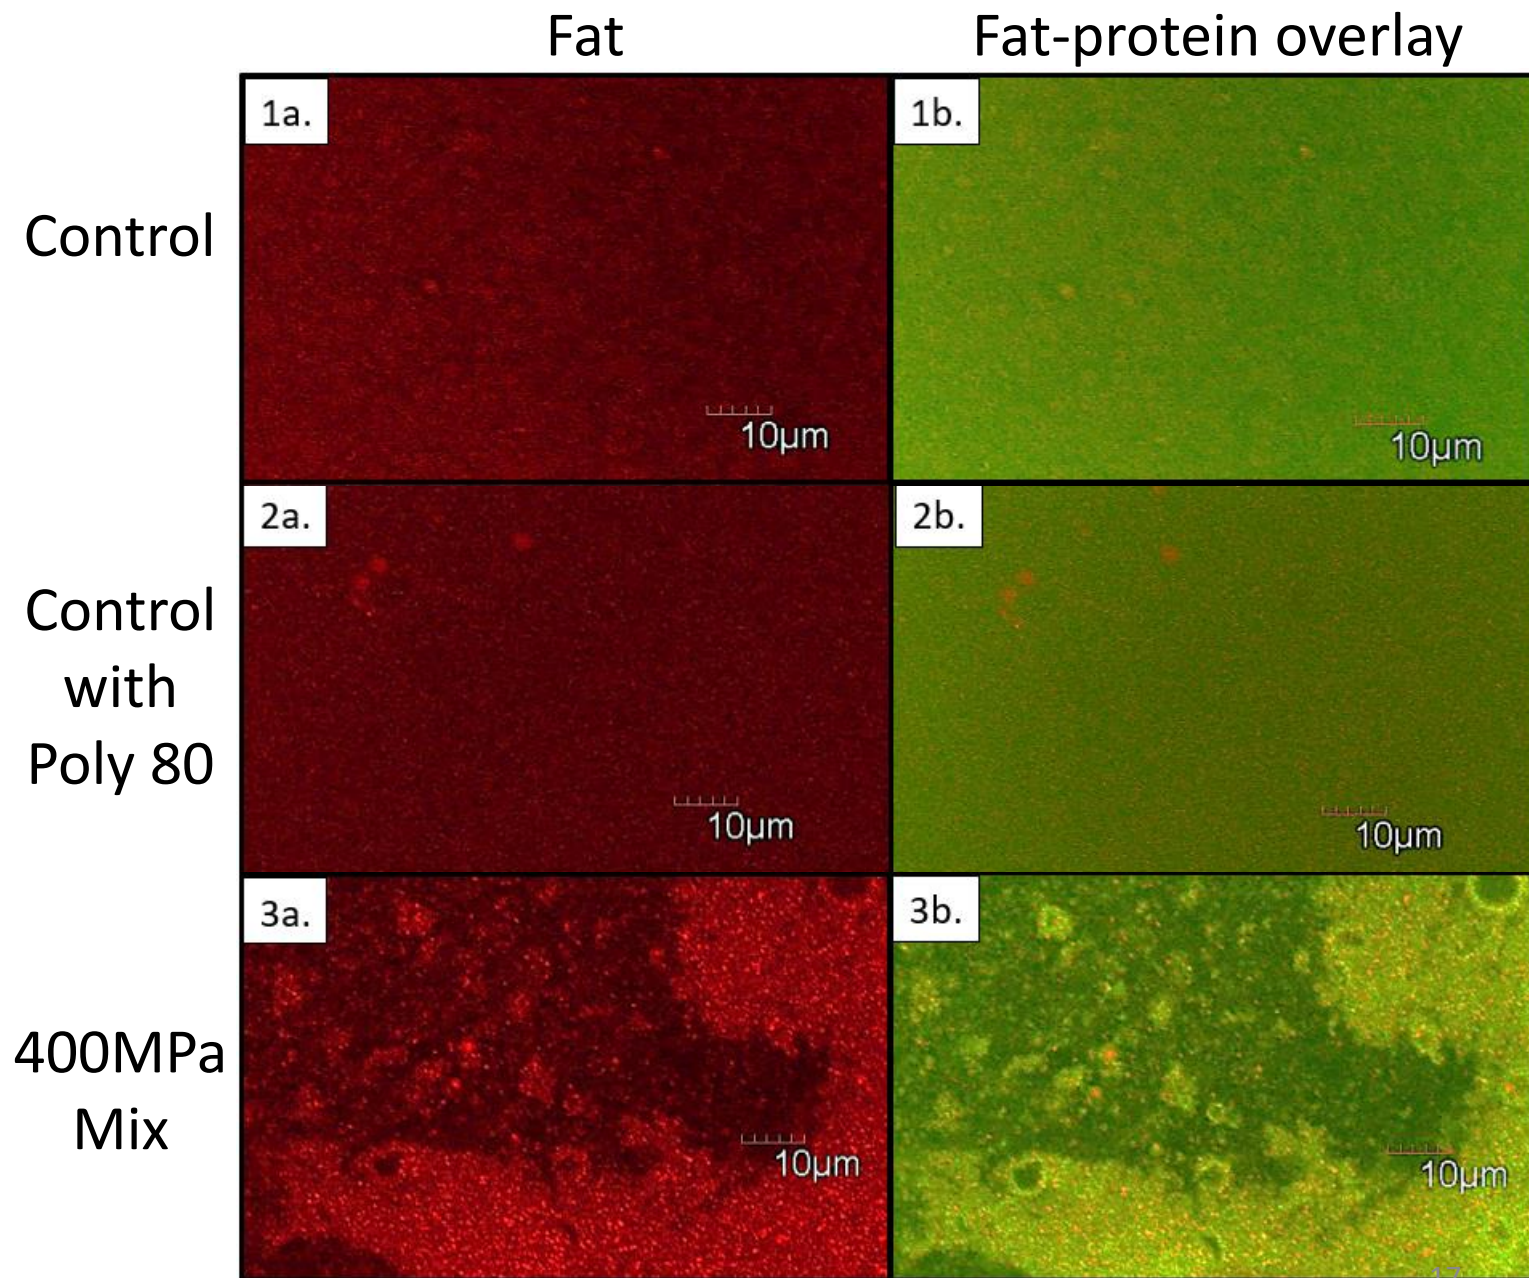 Fat
Fat-protein overlay
Control
1a.
1b.
10µm
10µm
Control
with
Poly 80
2a.
2b.
10µm
10µm
400MPa
Mix
3a.
3b.
10µm
10µm